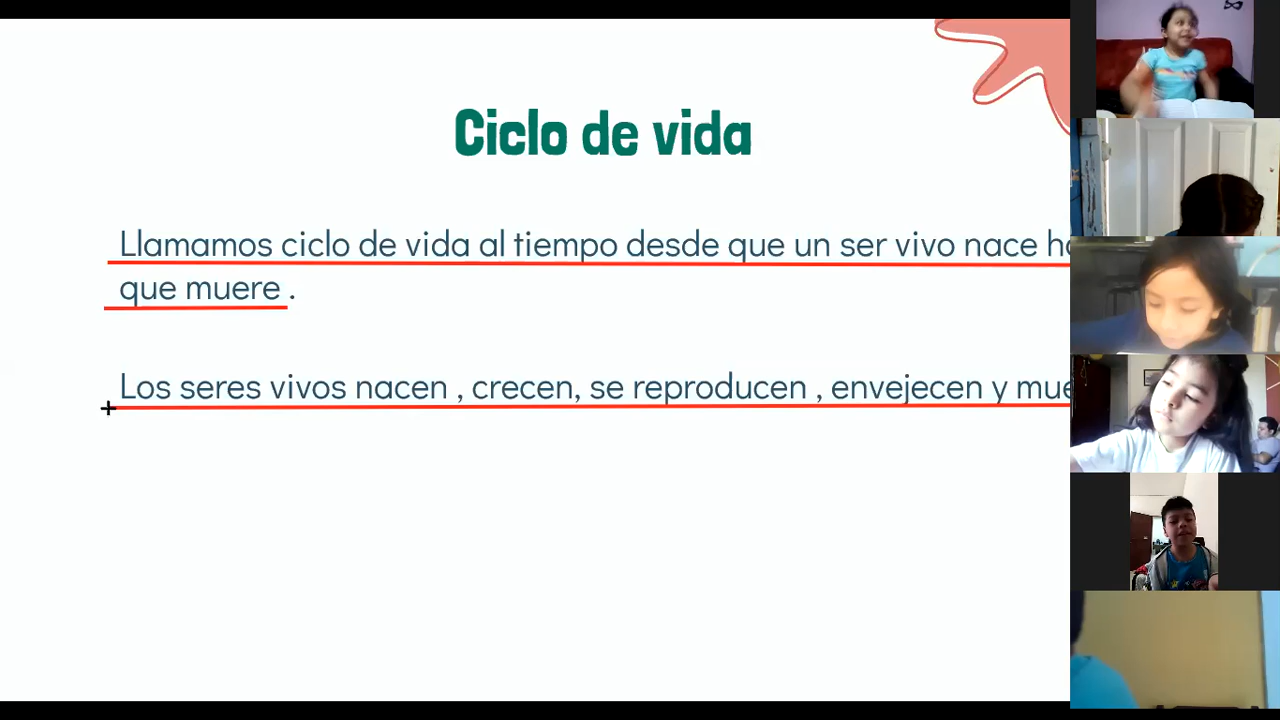 Ciclo de vida
Llamamos ciclo de vida al tiempo desde que un ser vivo nace
que muere .
Los seres vivos nacen , crecen, se reproducen , envejecen y